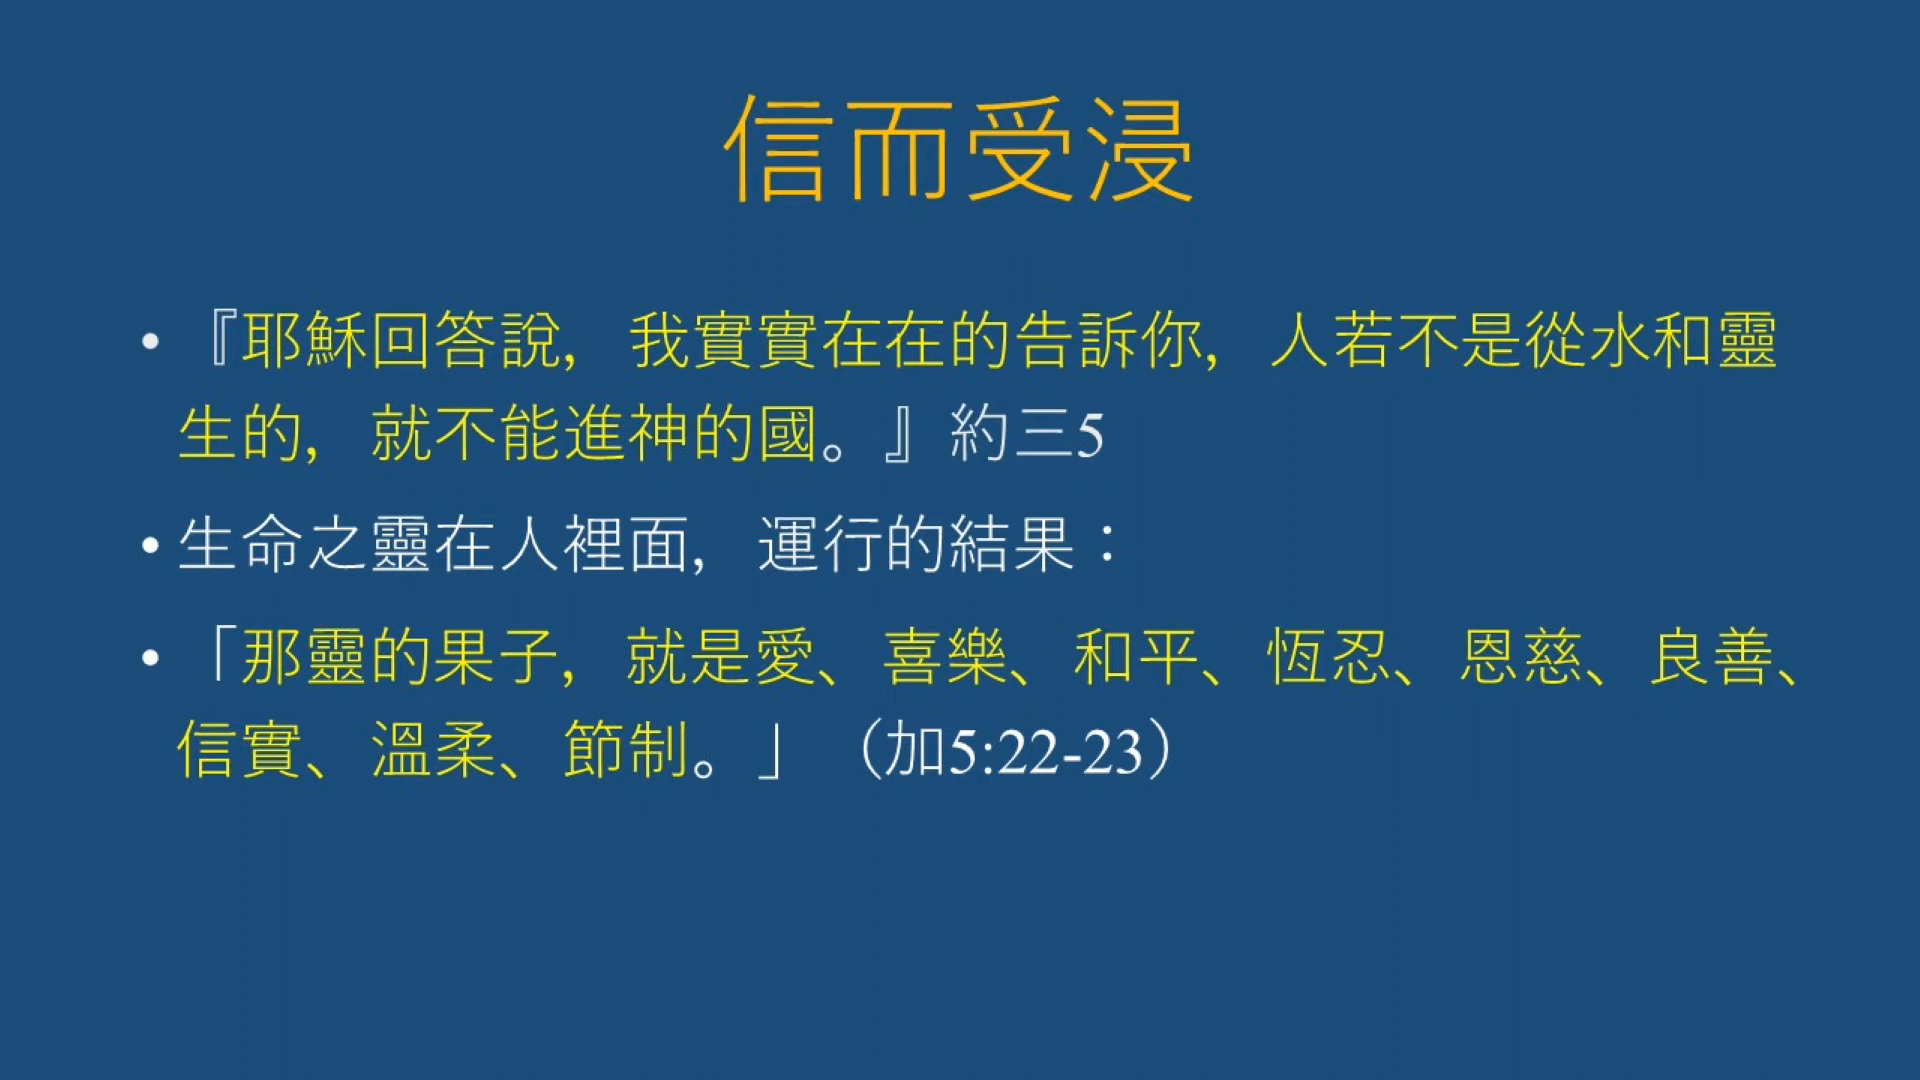 信而受浸
• 『耶穌回答說, 我實實在在的告訴你, 人若不是從水和靈
生的, 就不能進神的國。』約三5
• 生命之靈在人裡面, 運行的結果：
• 「那靈的果子, 就是愛、喜樂、和平、恆忍、恩慈、良善、
信實、溫柔、節制。」（加5:22-23）